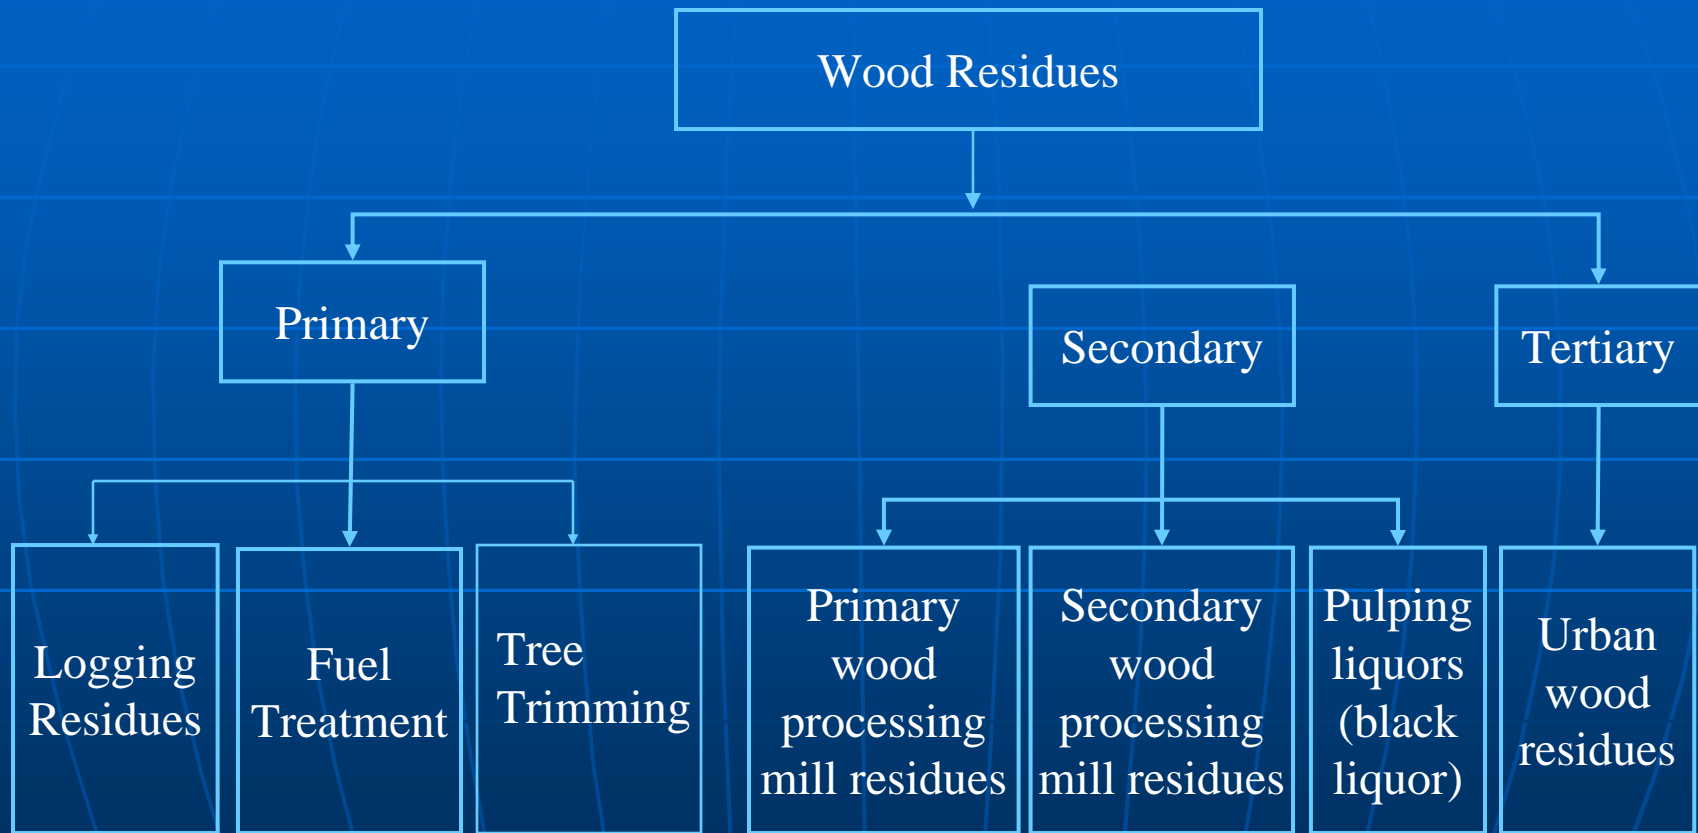 Wood Residues
Primary
Secondary
Tertiary
Logging
Residues
Fuel
Treatment
Tree
Trimming
Primary
wood
processing
mill residues
Secondary
wood
processing
mill residues
Pulping
liquors
(black
liquor)
Urban
wood
residues